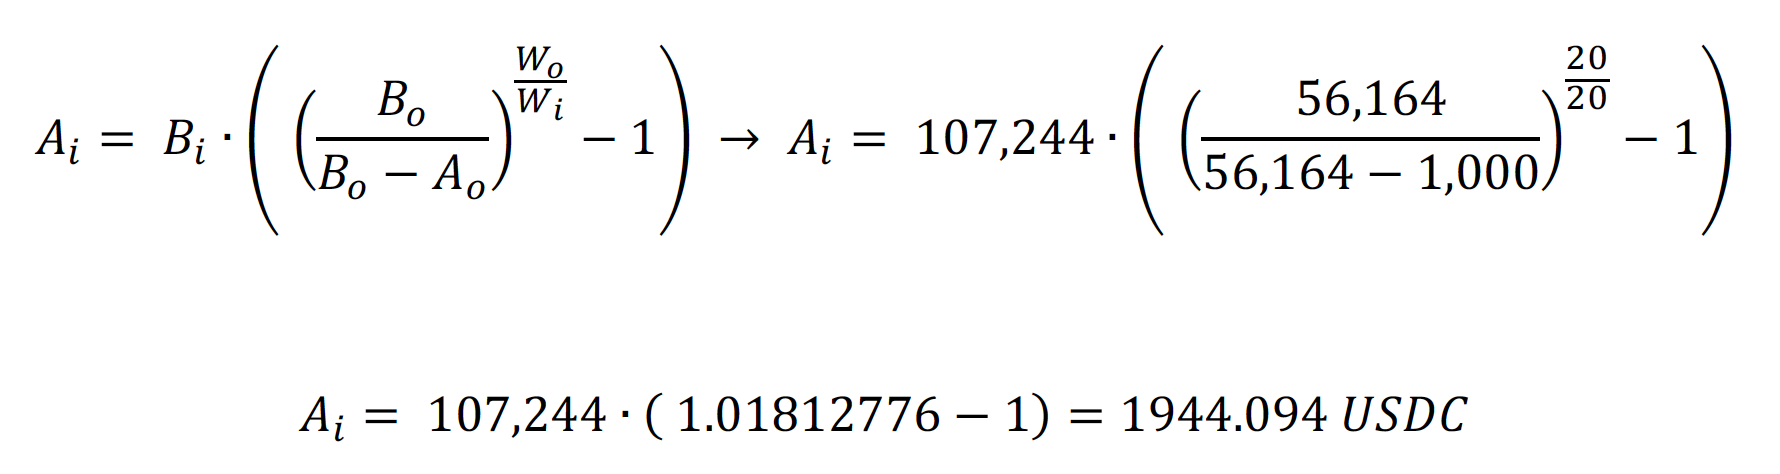 A_i = B_i · ( ( B_o / (B_o − A_o) )^(W_o / W_i) − 1 ) → A_i = 107,244 · ( ( 56,164 / (56,164 − 1,000) )^(20 / 20) − 1 )
A_i = 107,244 · ( 1.01812776 − 1) = 1944.094 USDC